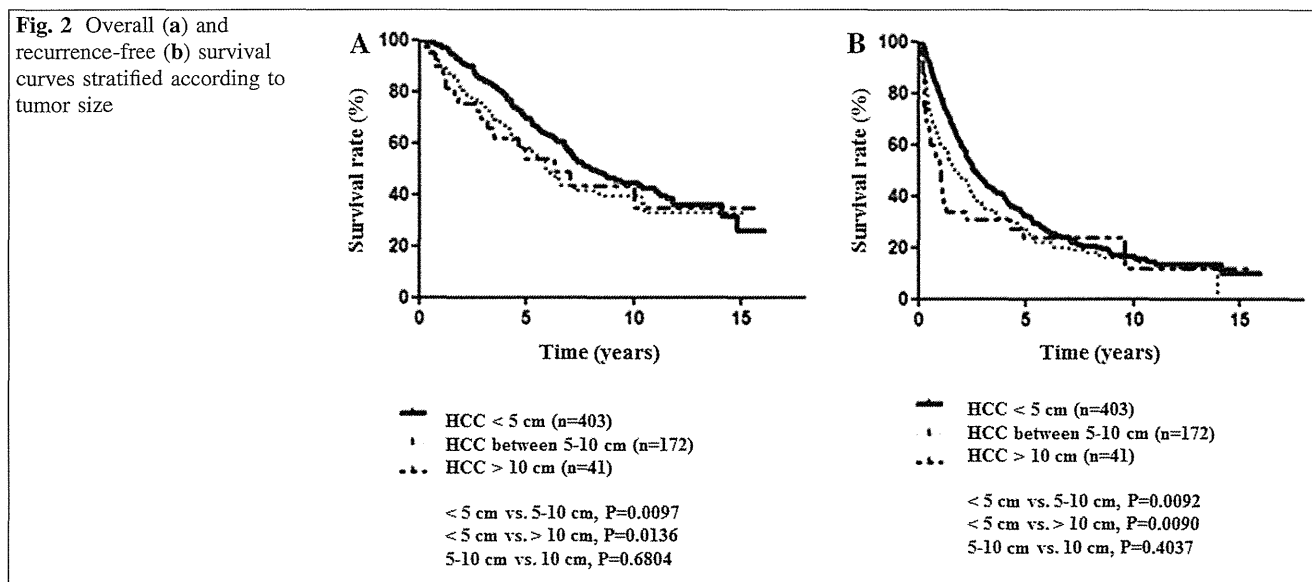 Fig. 2 Overall (a) and
recurrence-free (b) survival
curves stratified according to
tumor size
A
100
80
60
40
20
0
Survival rate (%)
0 5 10 15
Time (years)
HCC < 5 cm (n=403)
HCC between 5-10 cm (n=172)
HCC > 10 cm (n=41)
< 5 cm vs. 5-10 cm, P=0.0097
< 5 cm vs. > 10 cm, P=0.0136
5-10 cm vs. 10 cm, P=0.6804
B
100
80
60
40
20
0
Survival rate (%)
0 5 10 15
Time (years)
HCC < 5 cm (n=403)
HCC between 5-10 cm (n=172)
HCC > 10 cm (n=41)
< 5 cm vs. 5-10 cm, P=0.0092
< 5 cm vs. > 10 cm, P=0.0090
5-10 cm vs. 10 cm, P=0.4037